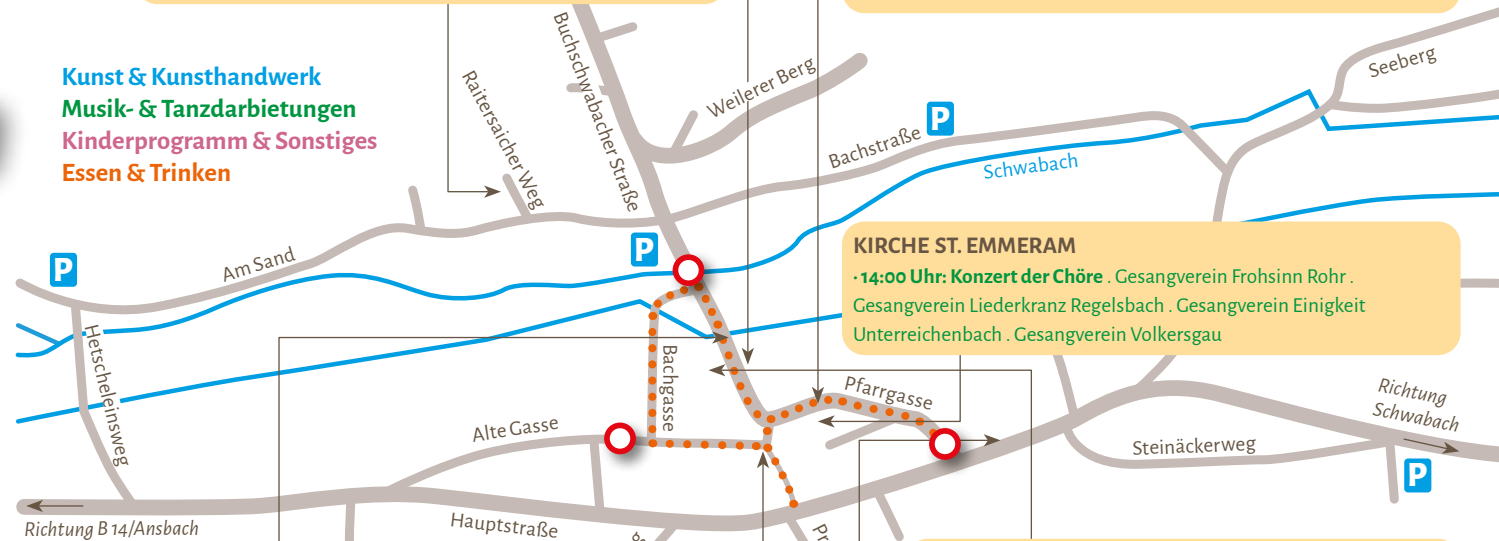 Kunst & Kunsthandwerk
Musik- & Tanzdarbietungen
Kinderprogramm & Sonstiges
Essen & Trinken
Buchschwabacher Straße
Raitersaicher Weg
Weilerer Berg
Seeberg
P
Bachstraße
Schwabach
P
P
Am Sand
KIRCHE ST. EMMERAM
· 14:00 Uhr: Konzert der Chöre . Gesangverein Frohsinn Rohr .
Gesangverein Liederkranz Regelsbach . Gesangverein Einigkeit
Unterreichenbach . Gesangverein Volkersgau
Hetscheleinsweg
Bachgasse
Pfarrgasse
Alte Gasse
Richtung
Schwabach
Steinäckerweg
P
Richtung B 14/Ansbach
Hauptstraße